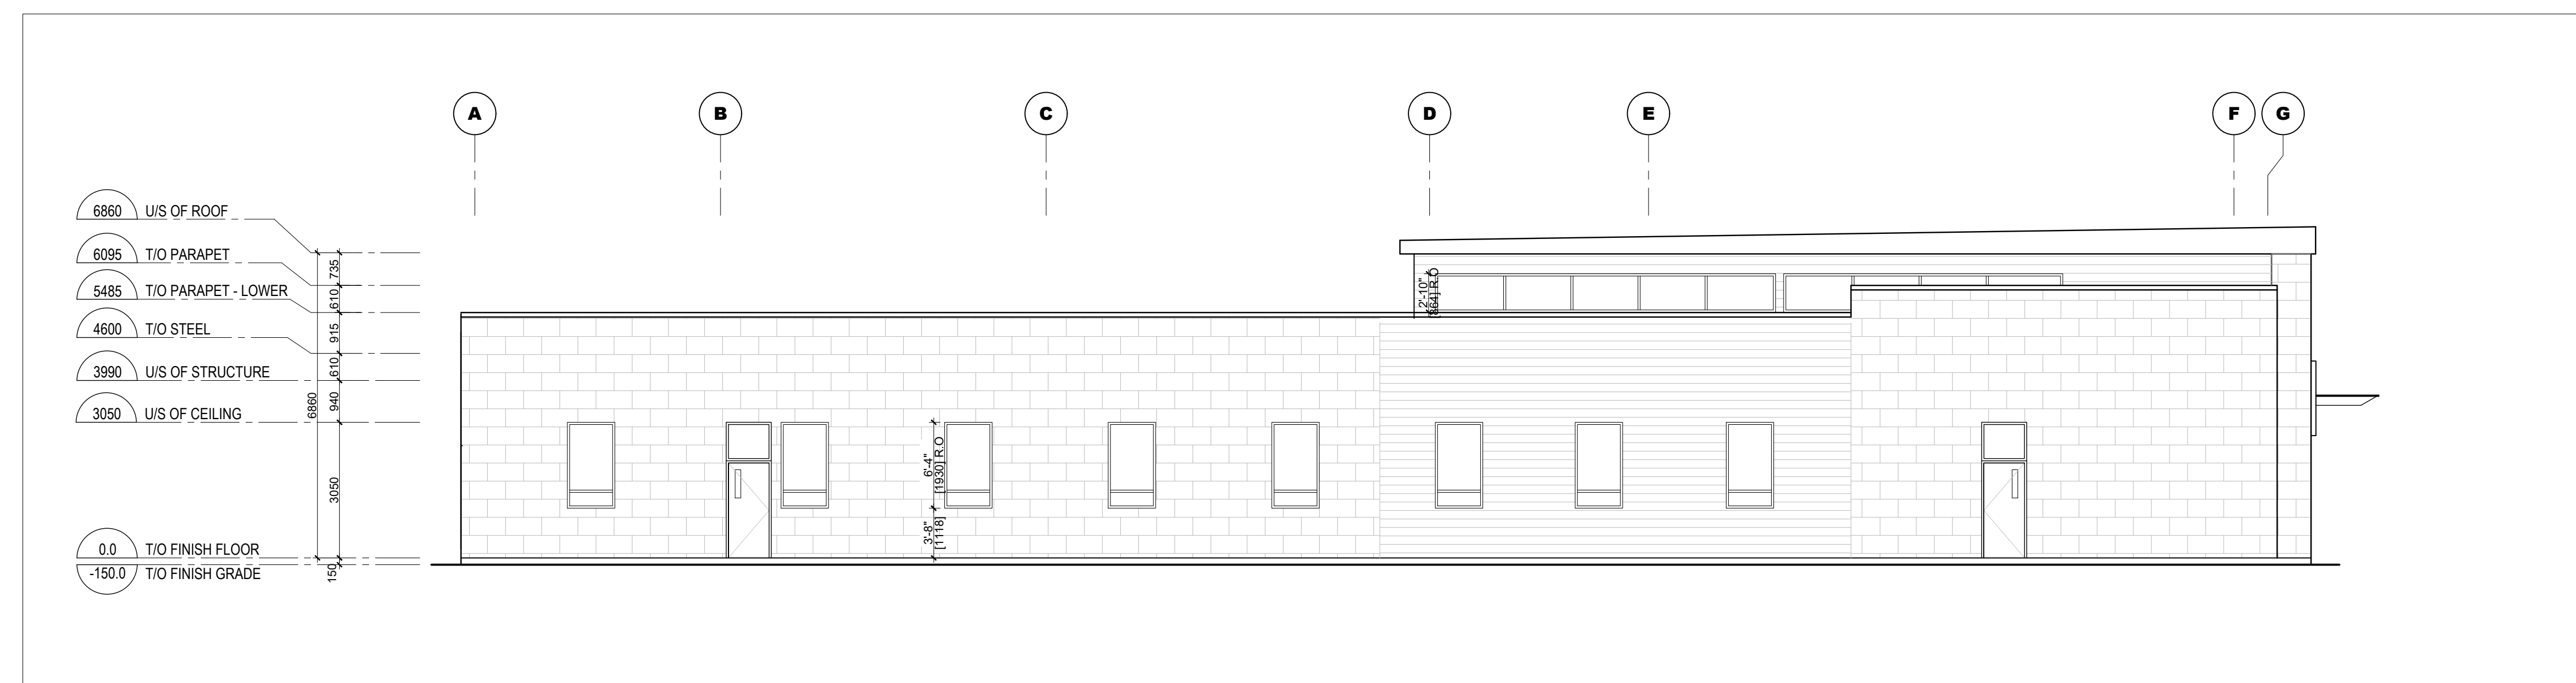 A B C D E F G
6860 U/S OF ROOF
6095 T/O PARAPET
5485 T/O PARAPET - LOWER
4600 T/O STEEL
3990 U/S OF STRUCTURE
3050 U/S OF CEILING
0.0 T/O FINISH FLOOR
-150.0 T/O FINISH GRADE
6860
735
610
915
610
940
3050
150
6'-4"
[1930] R.O
3'-8"
[1118]
2'-10"
[864] R.O